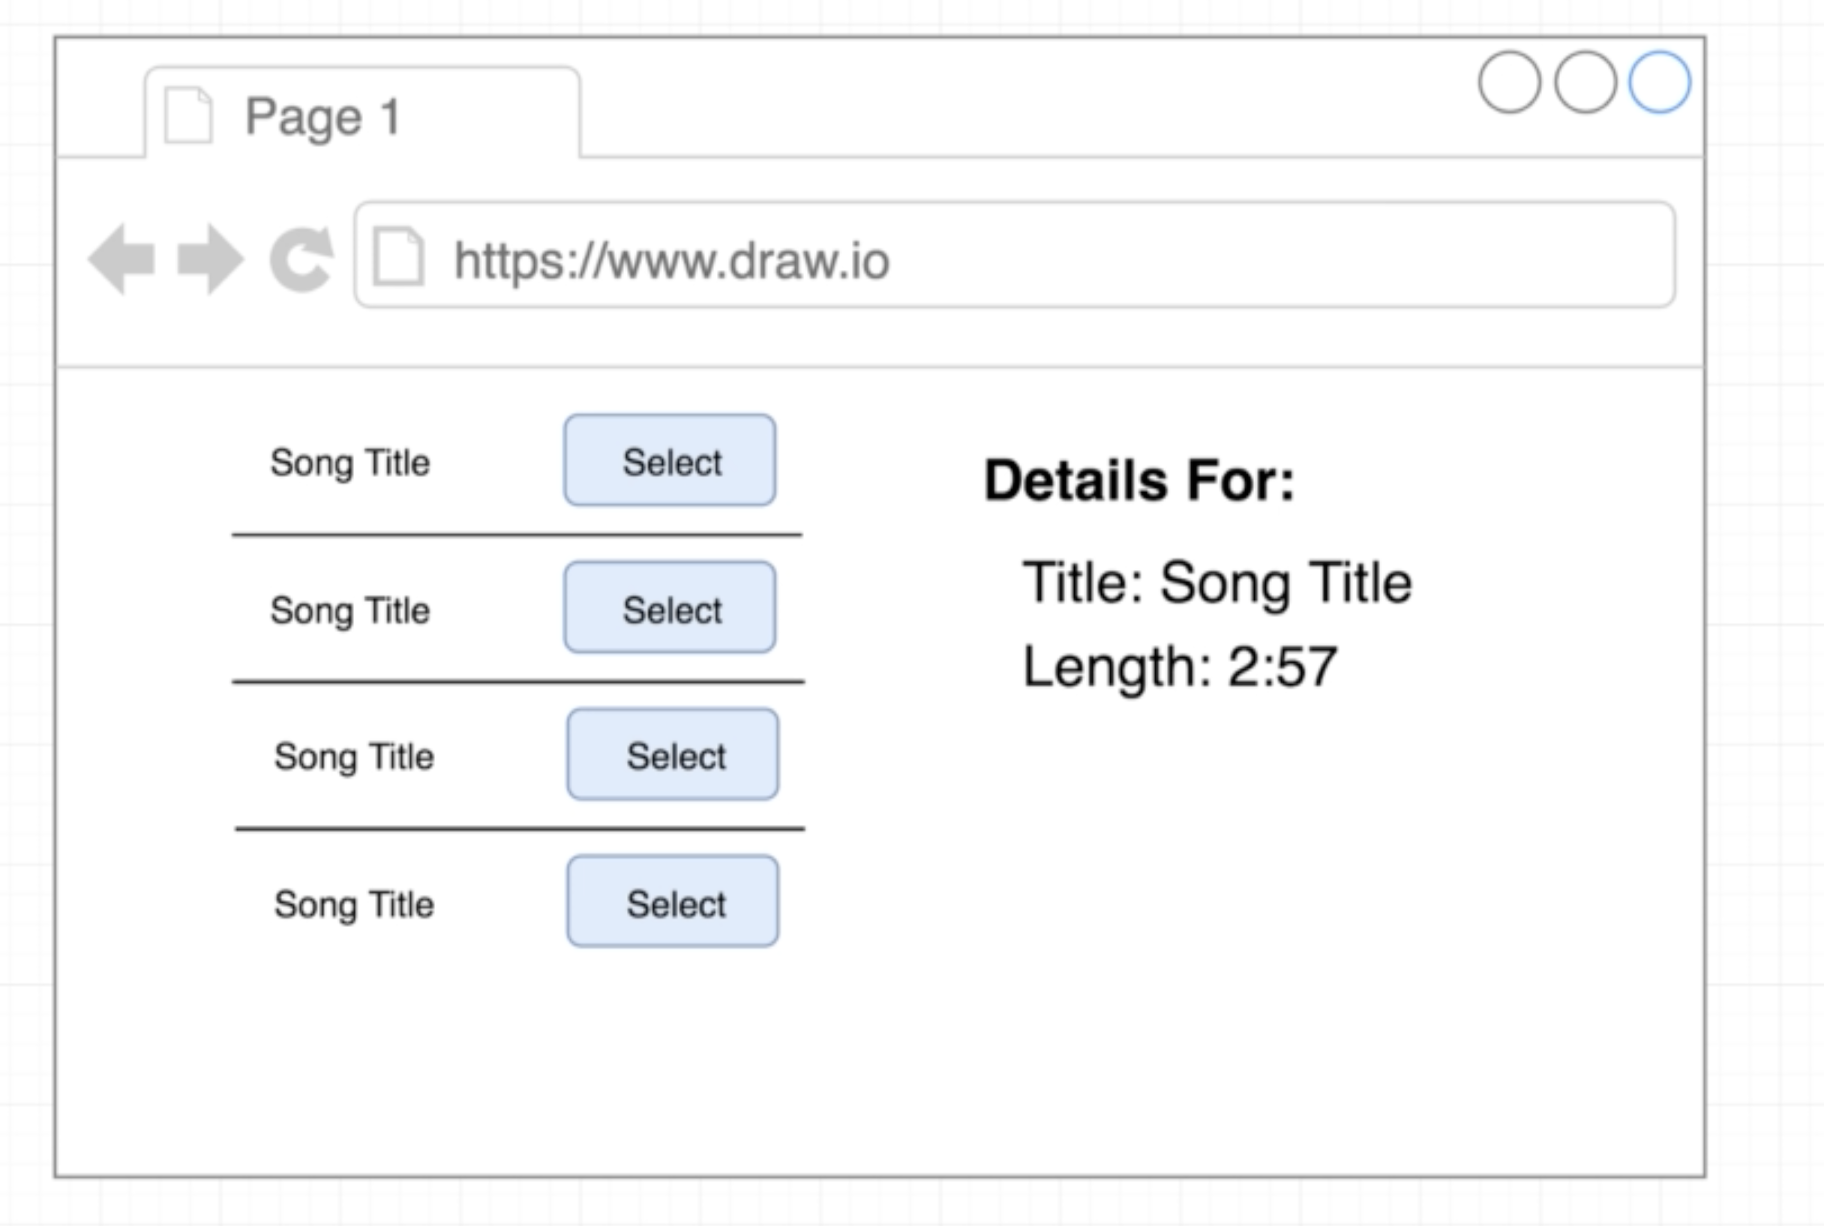 Page 1
https://www.draw.io
Song Title Select
Song Title Select
Song Title Select
Song Title Select
Details For:
Title: Song Title
Length: 2:57